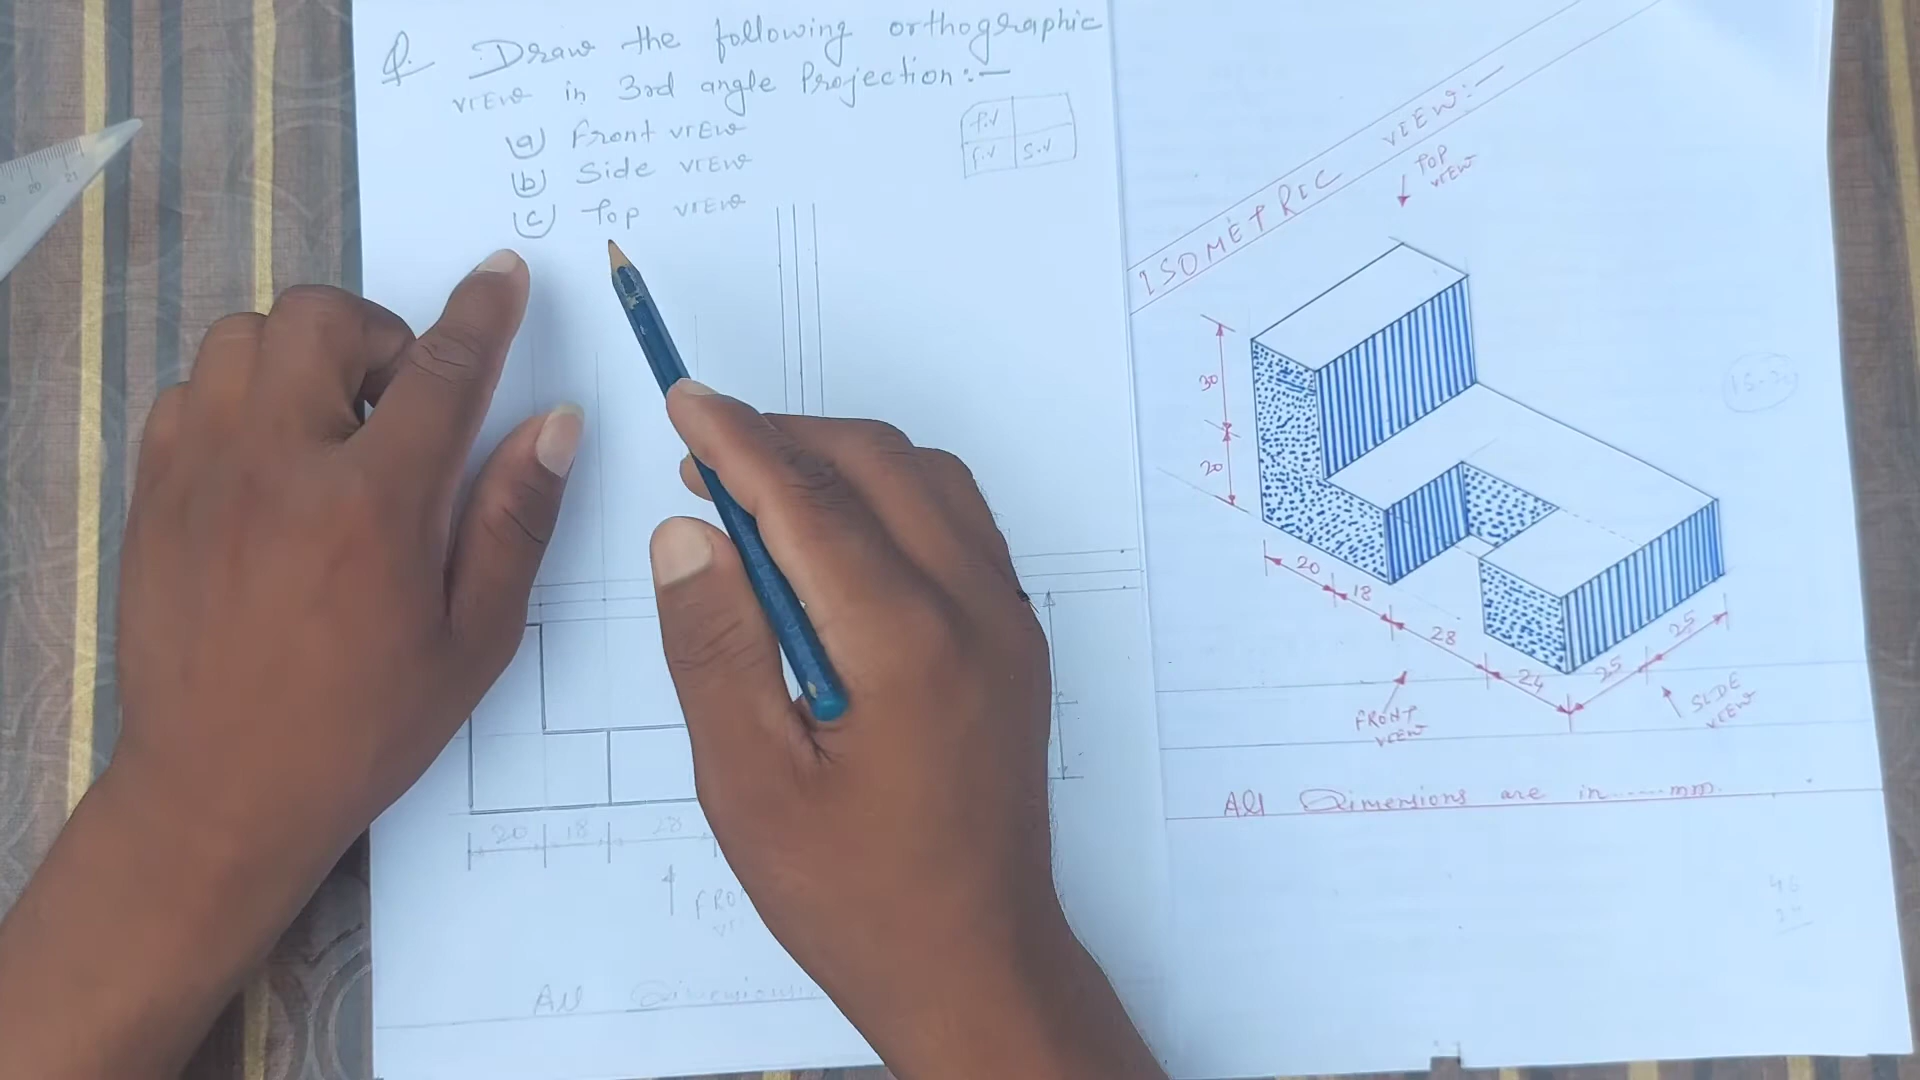 Q. Draw the following orthographic
view in 3rd angle Projection:-
(a) Front view
(b) Side view
(c) Top view
T.V
F.V S.V
20 18 28
FRO
All Dimensions
ISOMETRIC VIEW:-
TOP
VIEW
30
20
20
18
28
24
25
25
FRONT
VIEW
SIDE
VIEW
All Dimensions are in......mm.